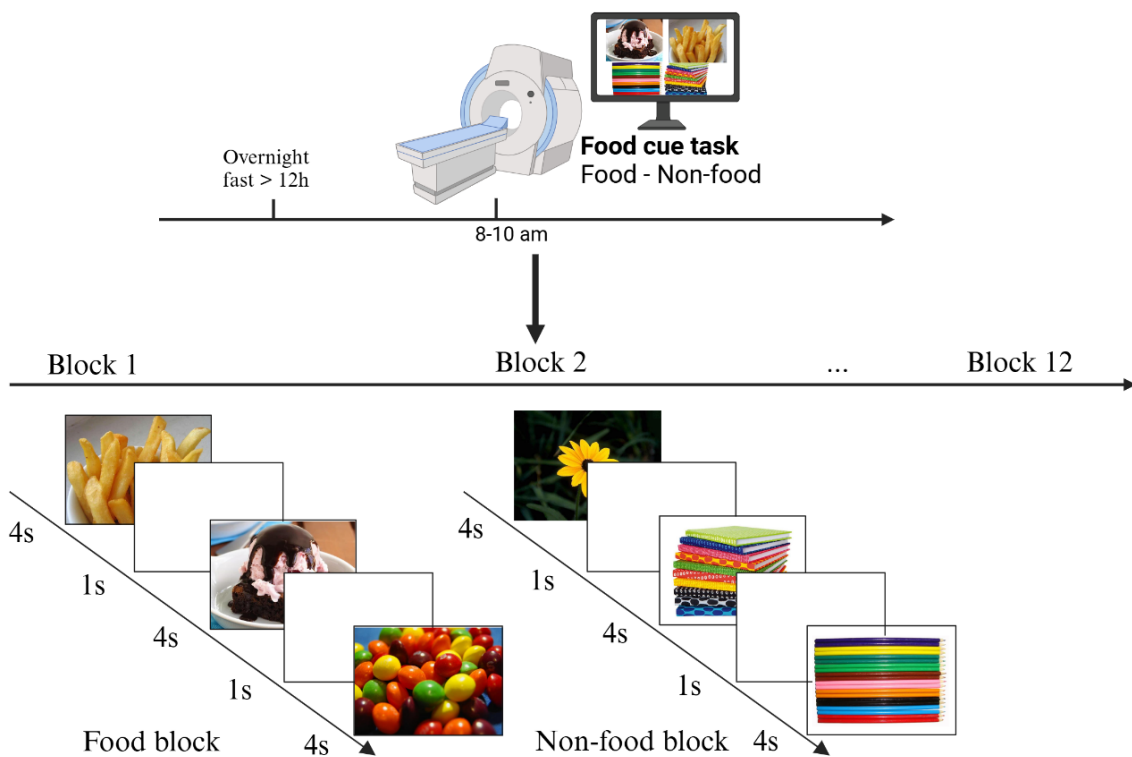 Overnight
fast > 12h
Food cue task
Food - Non-food
8-10 am
Block 1
Block 2
...
Block 12
4s
1s
4s
1s
4s
Food block
4s
1s
4s
1s
4s
Non-food block